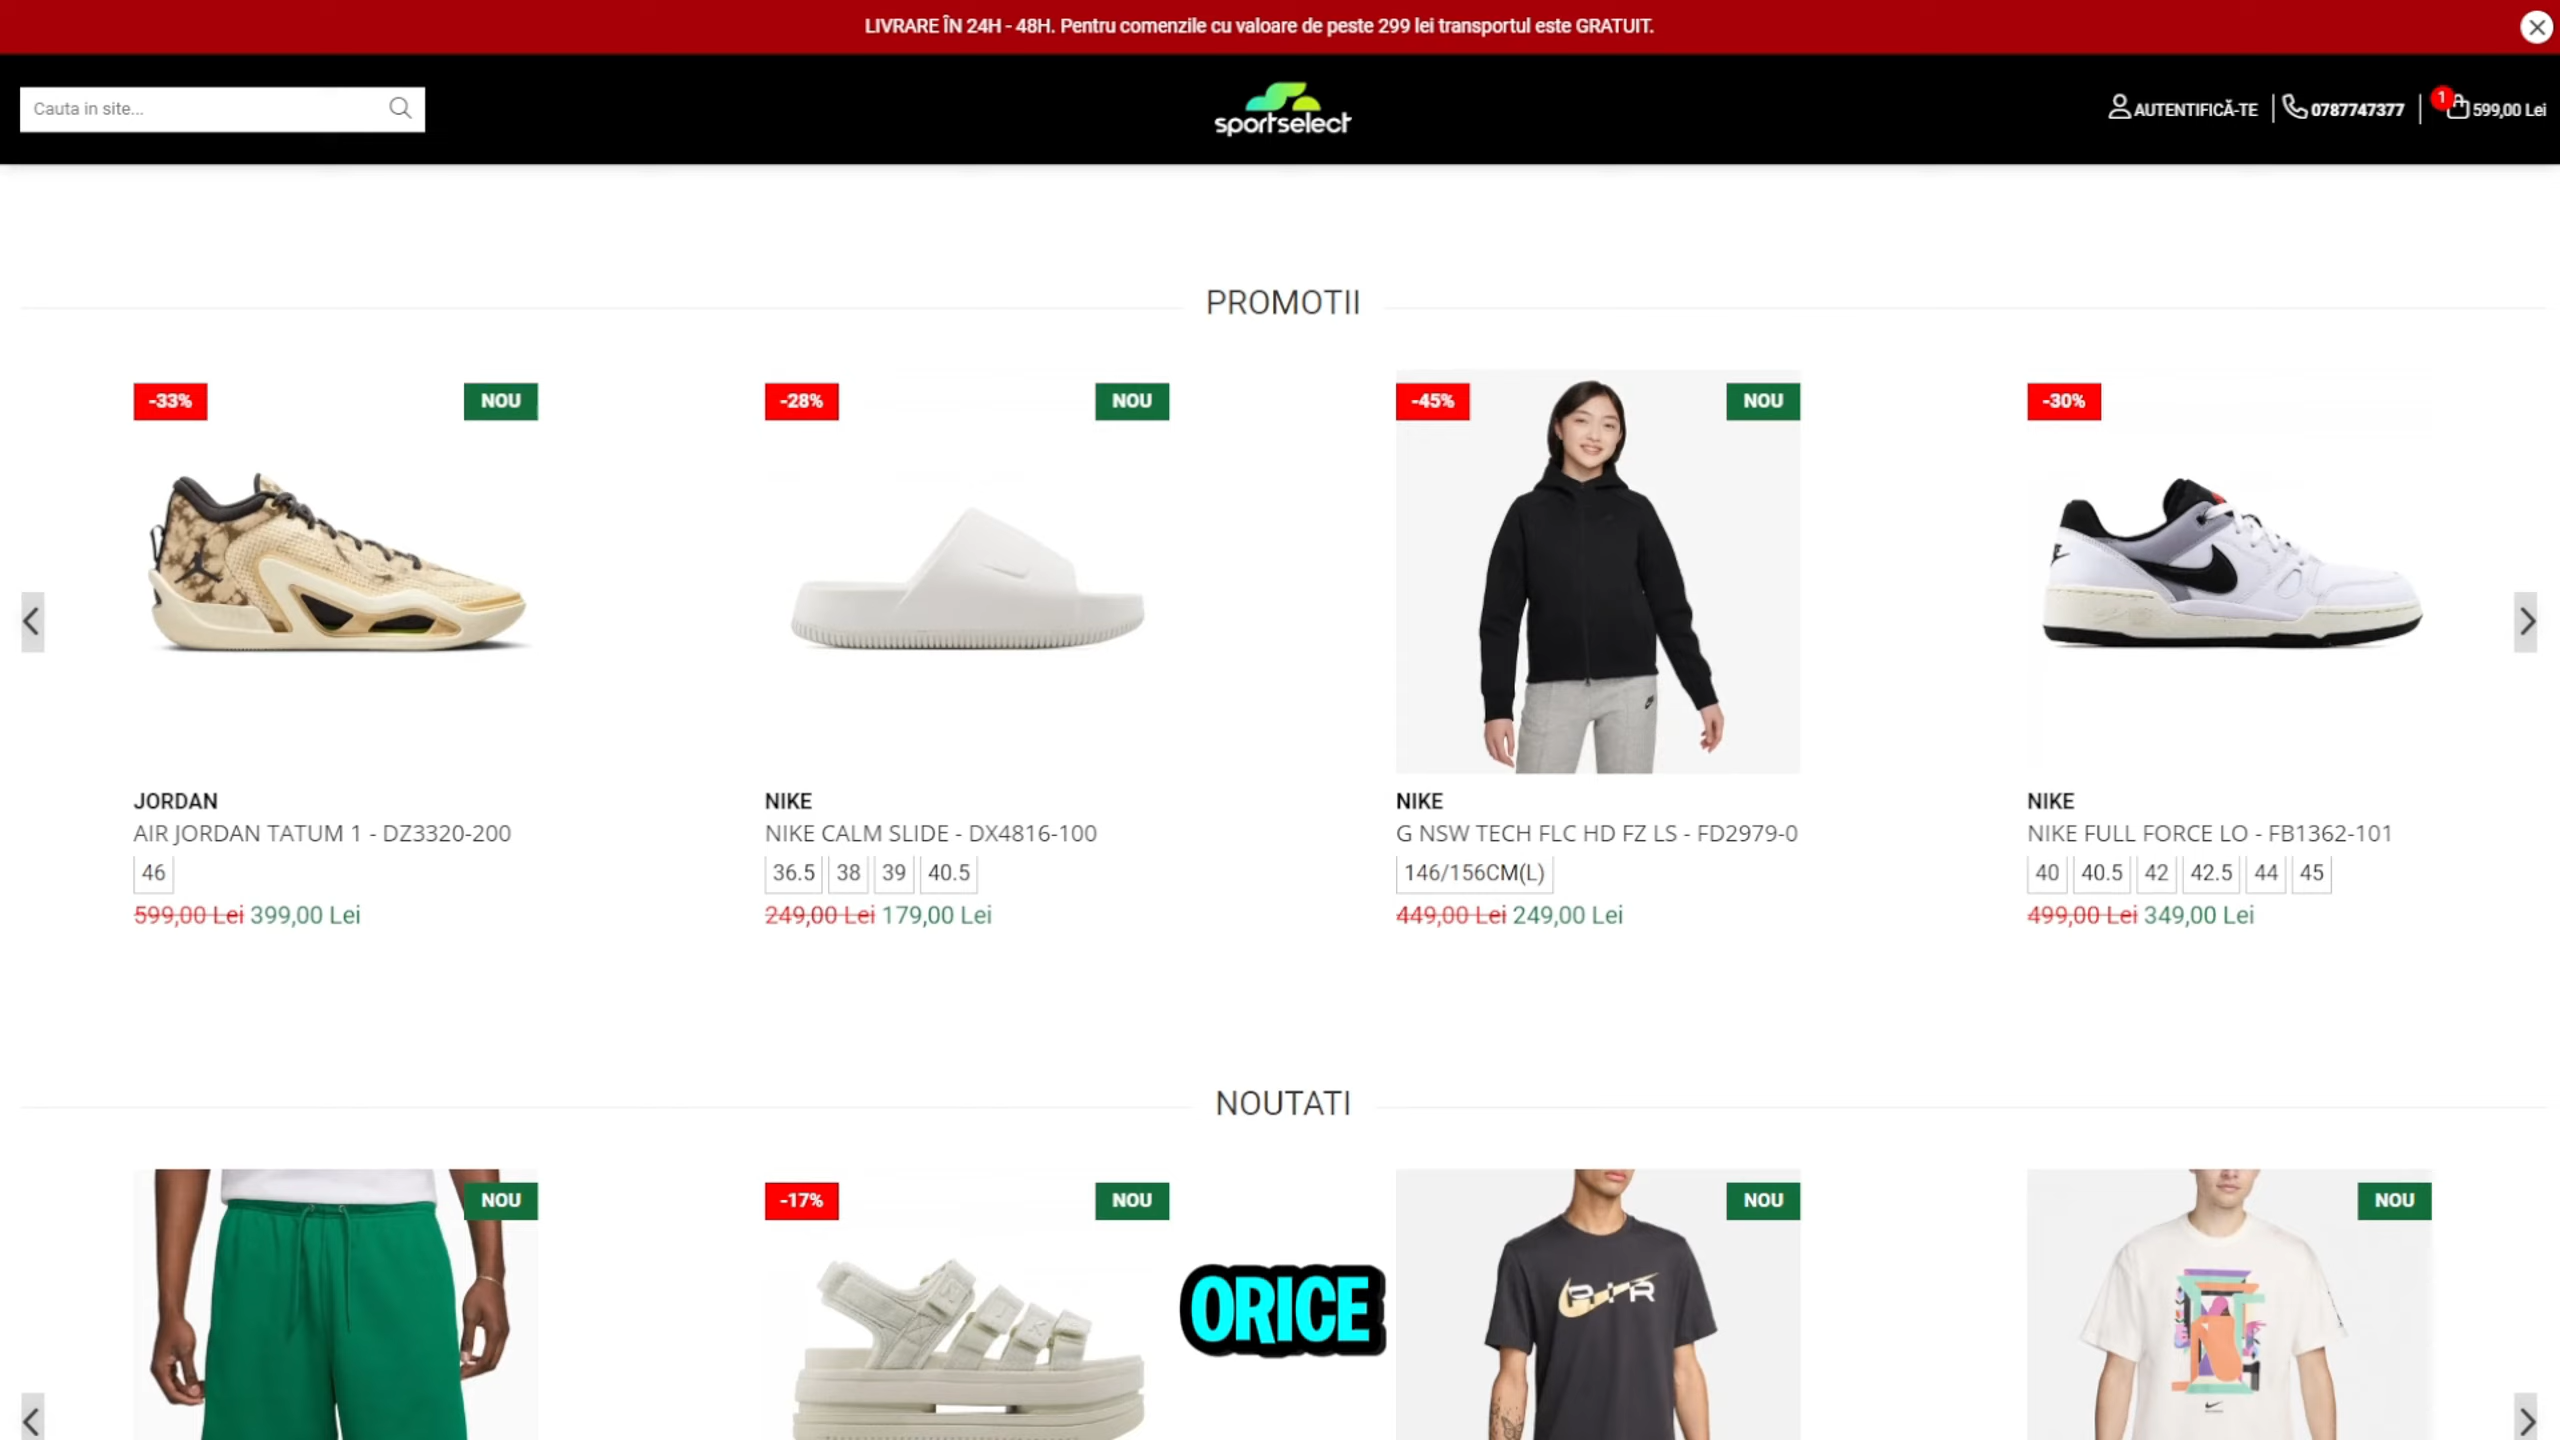 LIVRARE ÎN 24H - 48H. Pentru comenzile cu valoare de peste 299 lei transportul este GRATUIT.
Cauta in site...
sportselect
AUTENTIFICĂ-TE
0787747377
1
599,00 Lei
PROMOTII
-33%
NOU
-28%
NOU
-45%
NOU
-30%
JORDAN
AIR JORDAN TATUM 1 - DZ3320-200
46
599,00 Lei 399,00 Lei
NIKE
NIKE CALM SLIDE - DX4816-100
36.5 38 39 40.5
249,00 Lei 179,00 Lei
NIKE
G NSW TECH FLC HD FZ LS - FD2979-0
146/156CM(L)
449,00 Lei 249,00 Lei
NIKE
NIKE FULL FORCE LO - FB1362-101
40 40.5 42 42.5 44 45
499,00 Lei 349,00 Lei
NOUTATI
NOU
-17%
NOU
NOU
NOU
AIR
ORICE